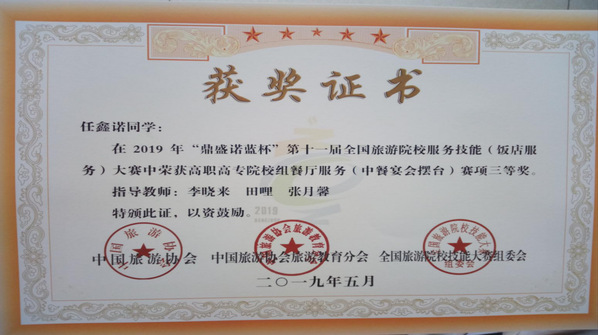 获奖证书
任鑫诺同学：
在 2019 年“鼎盛诺蓝杯”第十一届全国旅游院校服务技能（饭店服
务）大赛中荣获高职高专院校组餐厅服务（中餐宴会摆台）赛项三等奖。
指导教师：李晓来 田哩 张月馨
特颁此证，以资鼓励。
2019
中国旅游协会 中国旅游协会旅游教育分会 全国旅游院校技能大赛组委会
二〇一九年五月